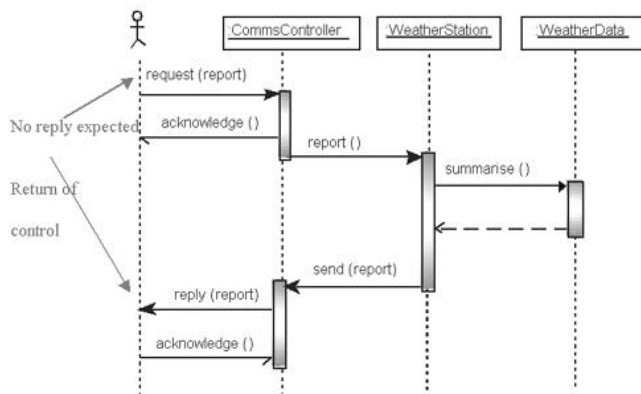 :CommsController
:WeatherStation
:WeatherData
request (report)
No reply expected
acknowledge ()
report ()
summarise ()
Return of
control
send (report)
reply (report)
acknowledge ()